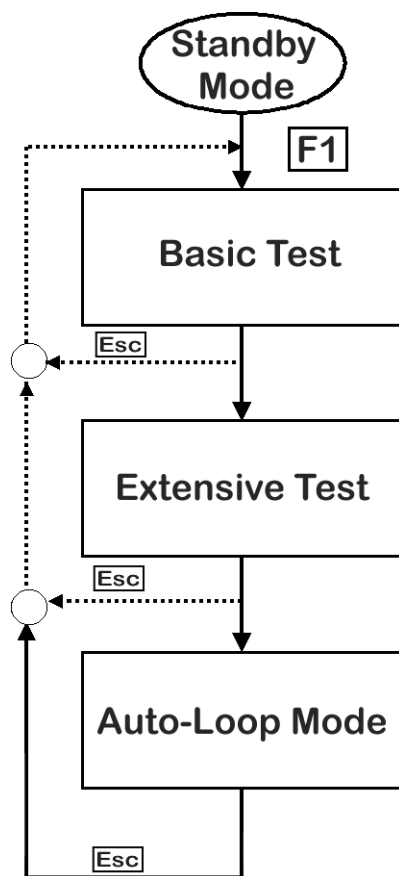 Standby
Mode
F1
Basic Test
Esc
Extensive Test
Esc
Auto-Loop Mode
Esc